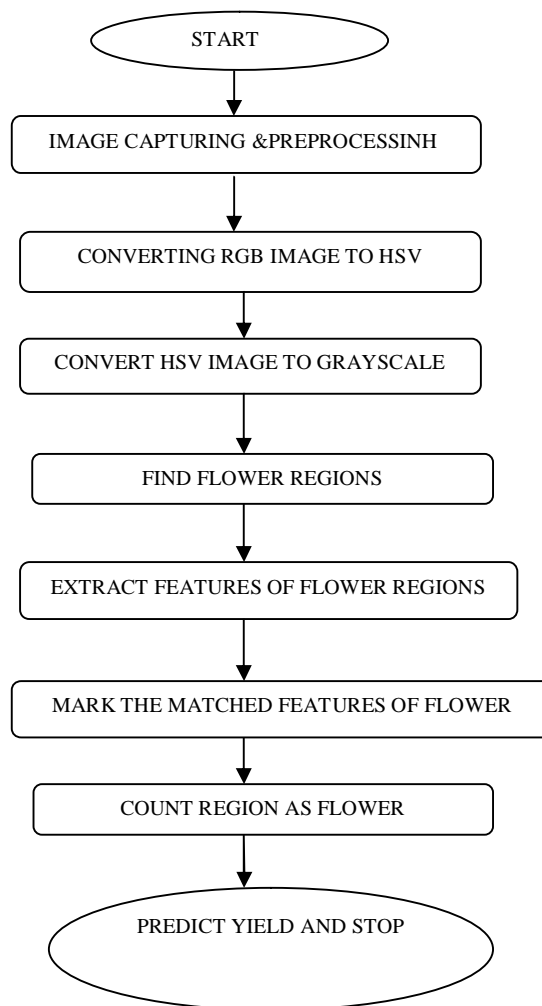 START
IMAGE CAPTURING &PREPROCESSINH
CONVERTING RGB IMAGE TO HSV
CONVERT HSV IMAGE TO GRAYSCALE
FIND FLOWER REGIONS
EXTRACT FEATURES OF FLOWER REGIONS
MARK THE MATCHED FEATURES OF FLOWER
COUNT REGION AS FLOWER
PREDICT YIELD AND STOP